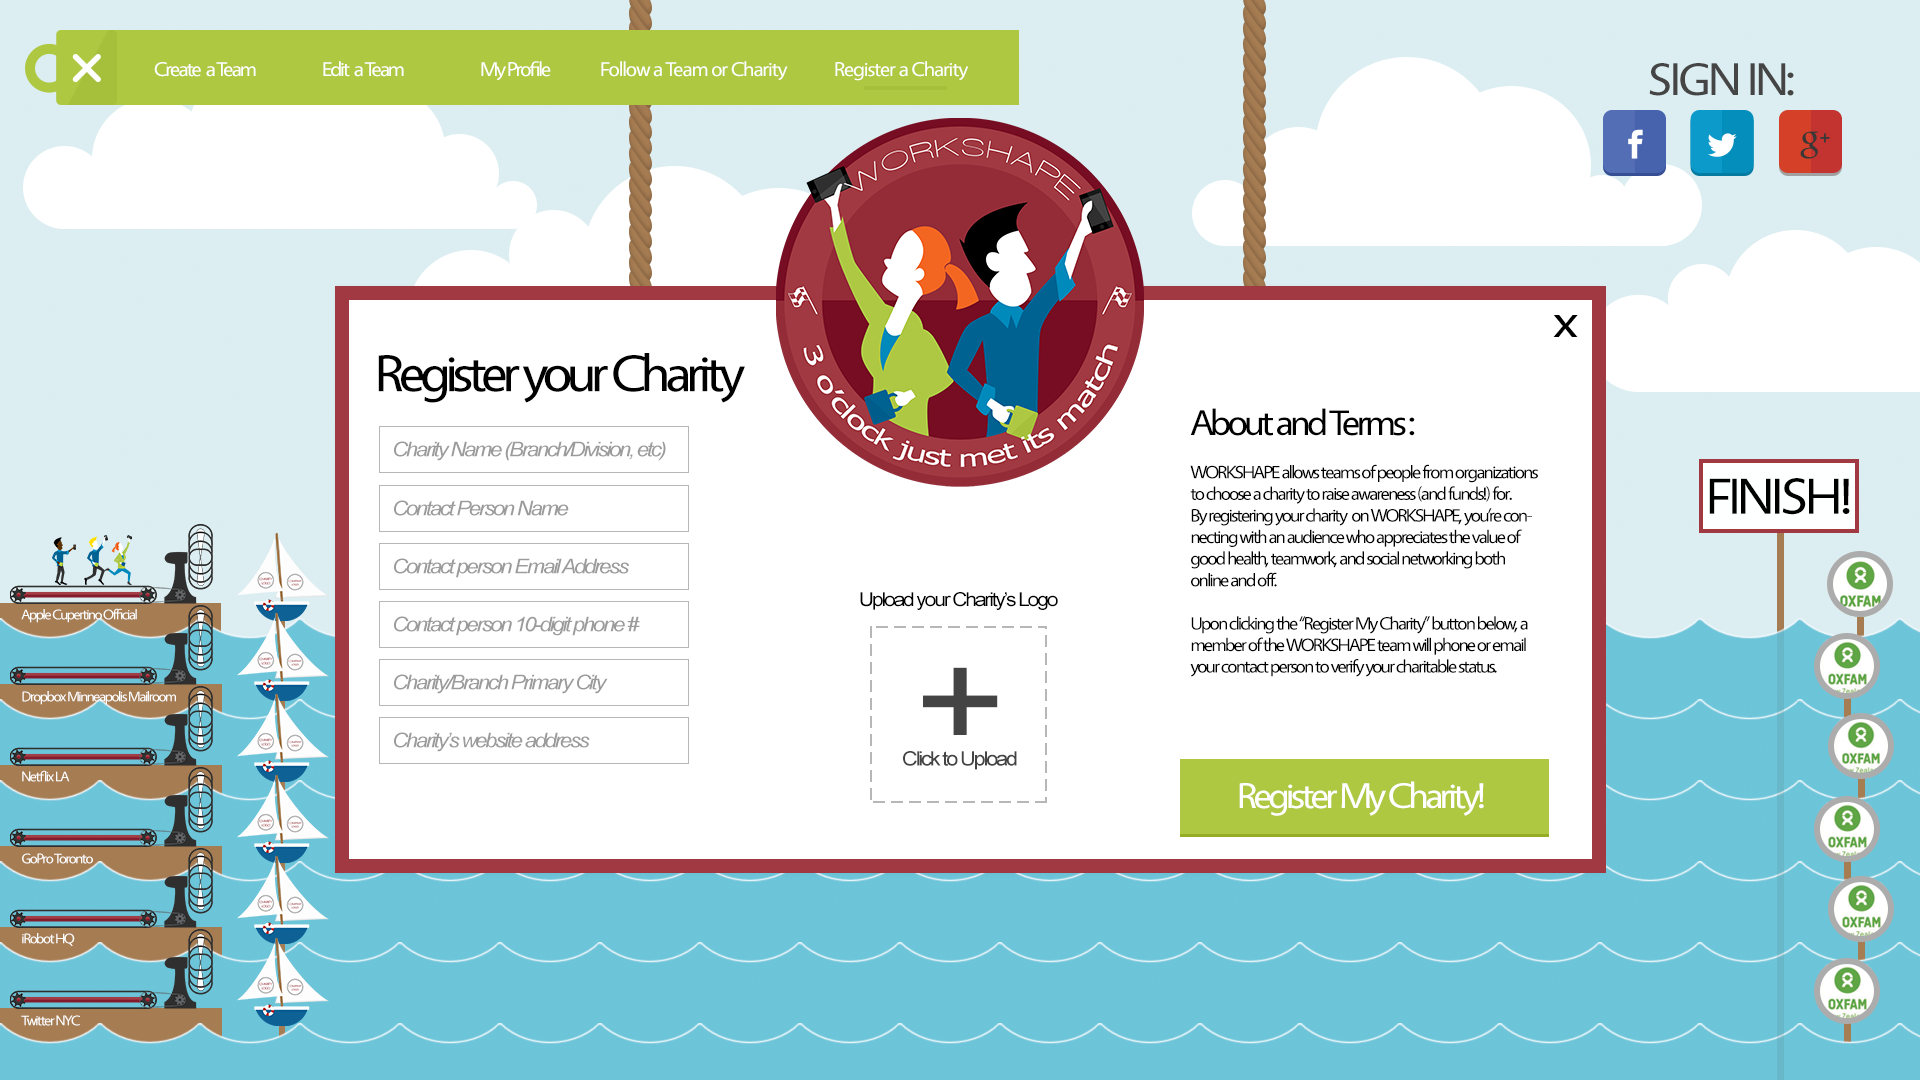 Create a Team
Edit a Team
My Profile
Follow a Team or Charity
Register a Charity
SIGN IN:
f
g+
WORKSHAPE
3 o'clock just met its match
X
Register your Charity
Charity Name (Branch/Division, etc)
Contact Person Name
Contact person Email Address
Contact person 10-digit phone #
Charity/Branch Primary City
Charity's website address
Upload your Charity's Logo
Click to Upload
About and Terms :
WORKSHAPE allows teams of people from organizations
to choose a charity to raise awareness (and funds!) for.
By registering your charity on WORKSHAPE, you're con-
necting with an audience who appreciates the value of
good health, teamwork, and social networking both
online and off.
Upon clicking the "Register My Charity" button below, a
member of the WORKSHAPE team will phone or email
your contact person to verify your charitable status.
Register My Charity!
FINISH!
Apple Cupertino Official
Dropbox Minneapolis Mailroom
Netflix LA
GoPro Toronto
iRobot HQ
Twitter NYC
OXFAM
OXFAM
OXFAM
OXFAM
OXFAM
OXFAM